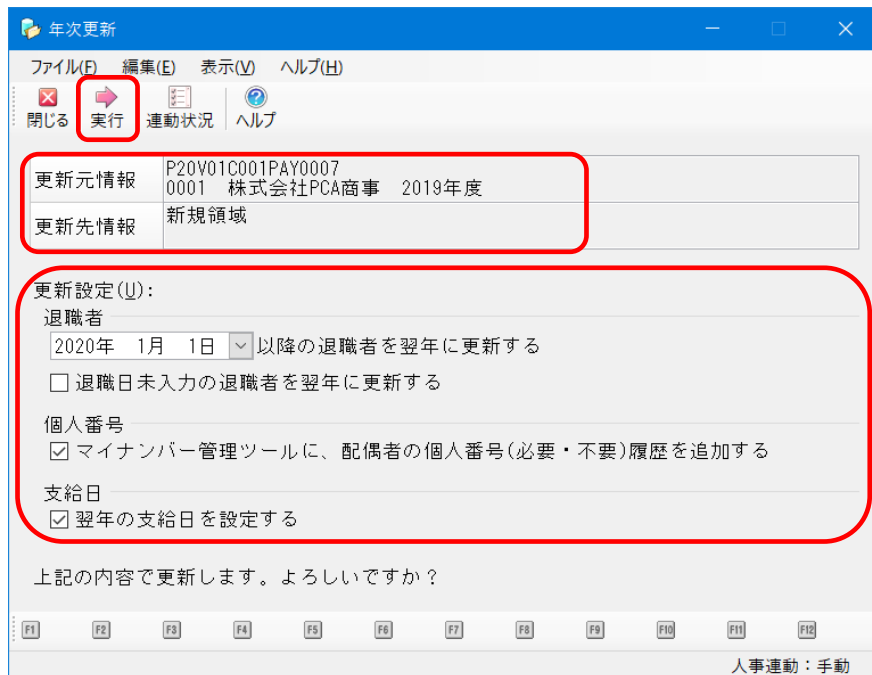 年次更新
ファイル(F) 編集(E) 表示(V) ヘルプ(H)
閉じる 実行 連動状況 ヘルプ
更新元情報 P20V01C001PAY0007
0001 株式会社PCA商事 2019年度
更新先情報 新規領域
更新設定(U):
退職者
2020年 1月 1日 以降の退職者を翌年に更新する
退職日未入力の退職者を翌年に更新する
個人番号
マイナンバー管理ツールに、配偶者の個人番号(必要・不要)履歴を追加する
支給日
翌年の支給日を設定する
上記の内容で更新します。よろしいですか?
F1 F2 F3 F4 F5 F6 F7 F8 F9 F10 F11 F12
人事連動:手動